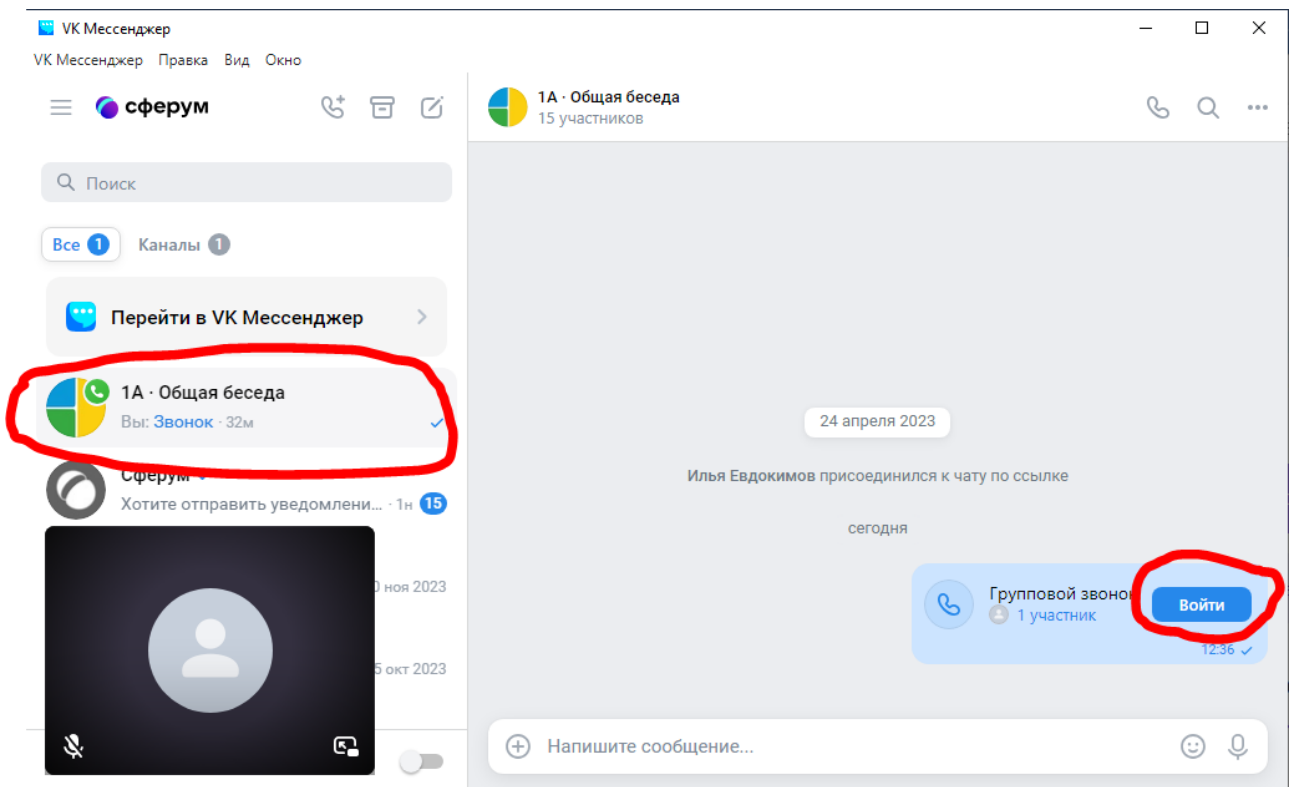 VK Мессенджер
VK Мессенджер Правка Вид Окно
сферум
Поиск
Все 1 Каналы 1
Перейти в VK Мессенджер
1А · Общая беседа
Вы: Звонок · 32м
Сферум
Хотите отправить уведомлени... · 1н 15
ноя 2023
окт 2023
1А · Общая беседа
15 участников
24 апреля 2023
Илья Евдокимов присоединился к чату по ссылке
сегодня
Групповой звонок Войти
1 участник
12:36
Напишите сообщение...